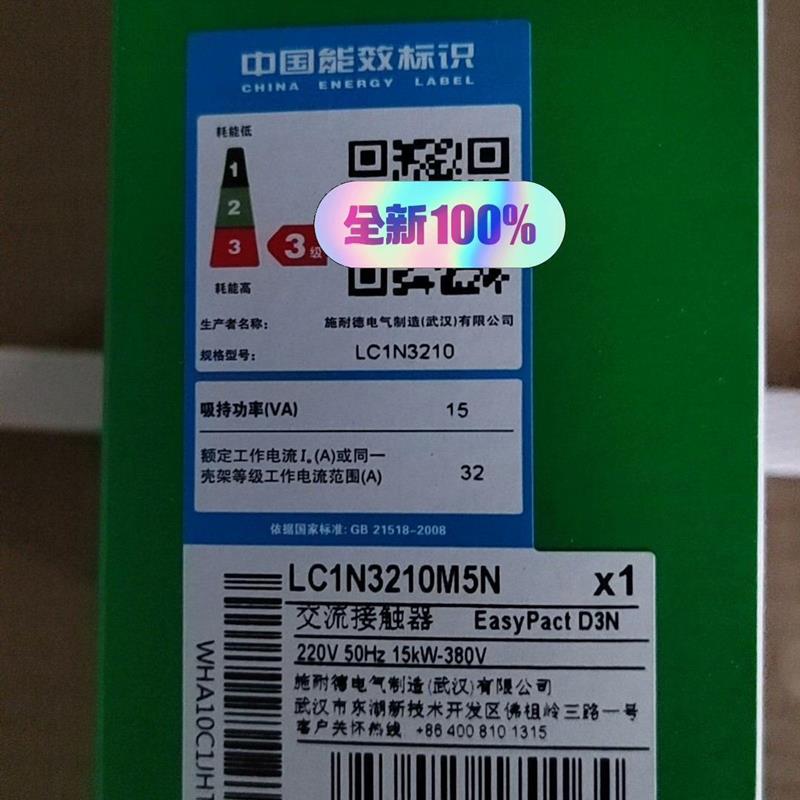 中国能效标识
CHINA ENERGY LABEL
耗能低
1
2
3
3级
耗能高
全新100%
生产者名称: 施耐德电气制造(武汉)有限公司
规格型号: LC1N3210
吸持功率(VA) 15
额定工作电流Iₑ(A)或同一
壳架等级工作电流范围(A) 32
依据国家标准: GB 21518-2008
LC1N3210M5N x1
交流接触器 EasyPact D3N
220V 50Hz 15kW-380V
施耐德电气制造(武汉)有限公司
武汉市东湖新技术开发区佛祖岭三路一号
客户关怀热线 +86 400 810 1315